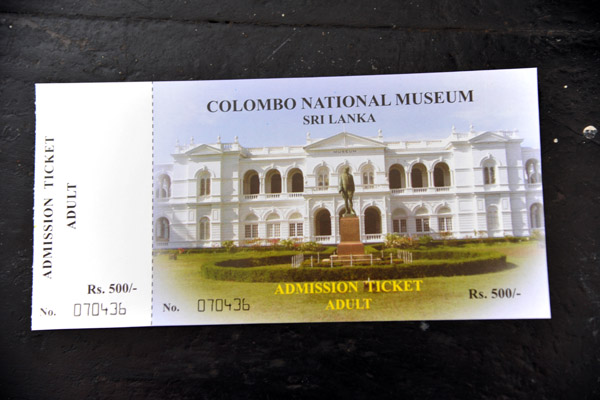 ADMISSION TICKET
ADULT
Rs. 500/-
No. 070436
COLOMBO NATIONAL MUSEUM
SRI LANKA
ADMISSION TICKET
ADULT
No. 070436
Rs. 500/-